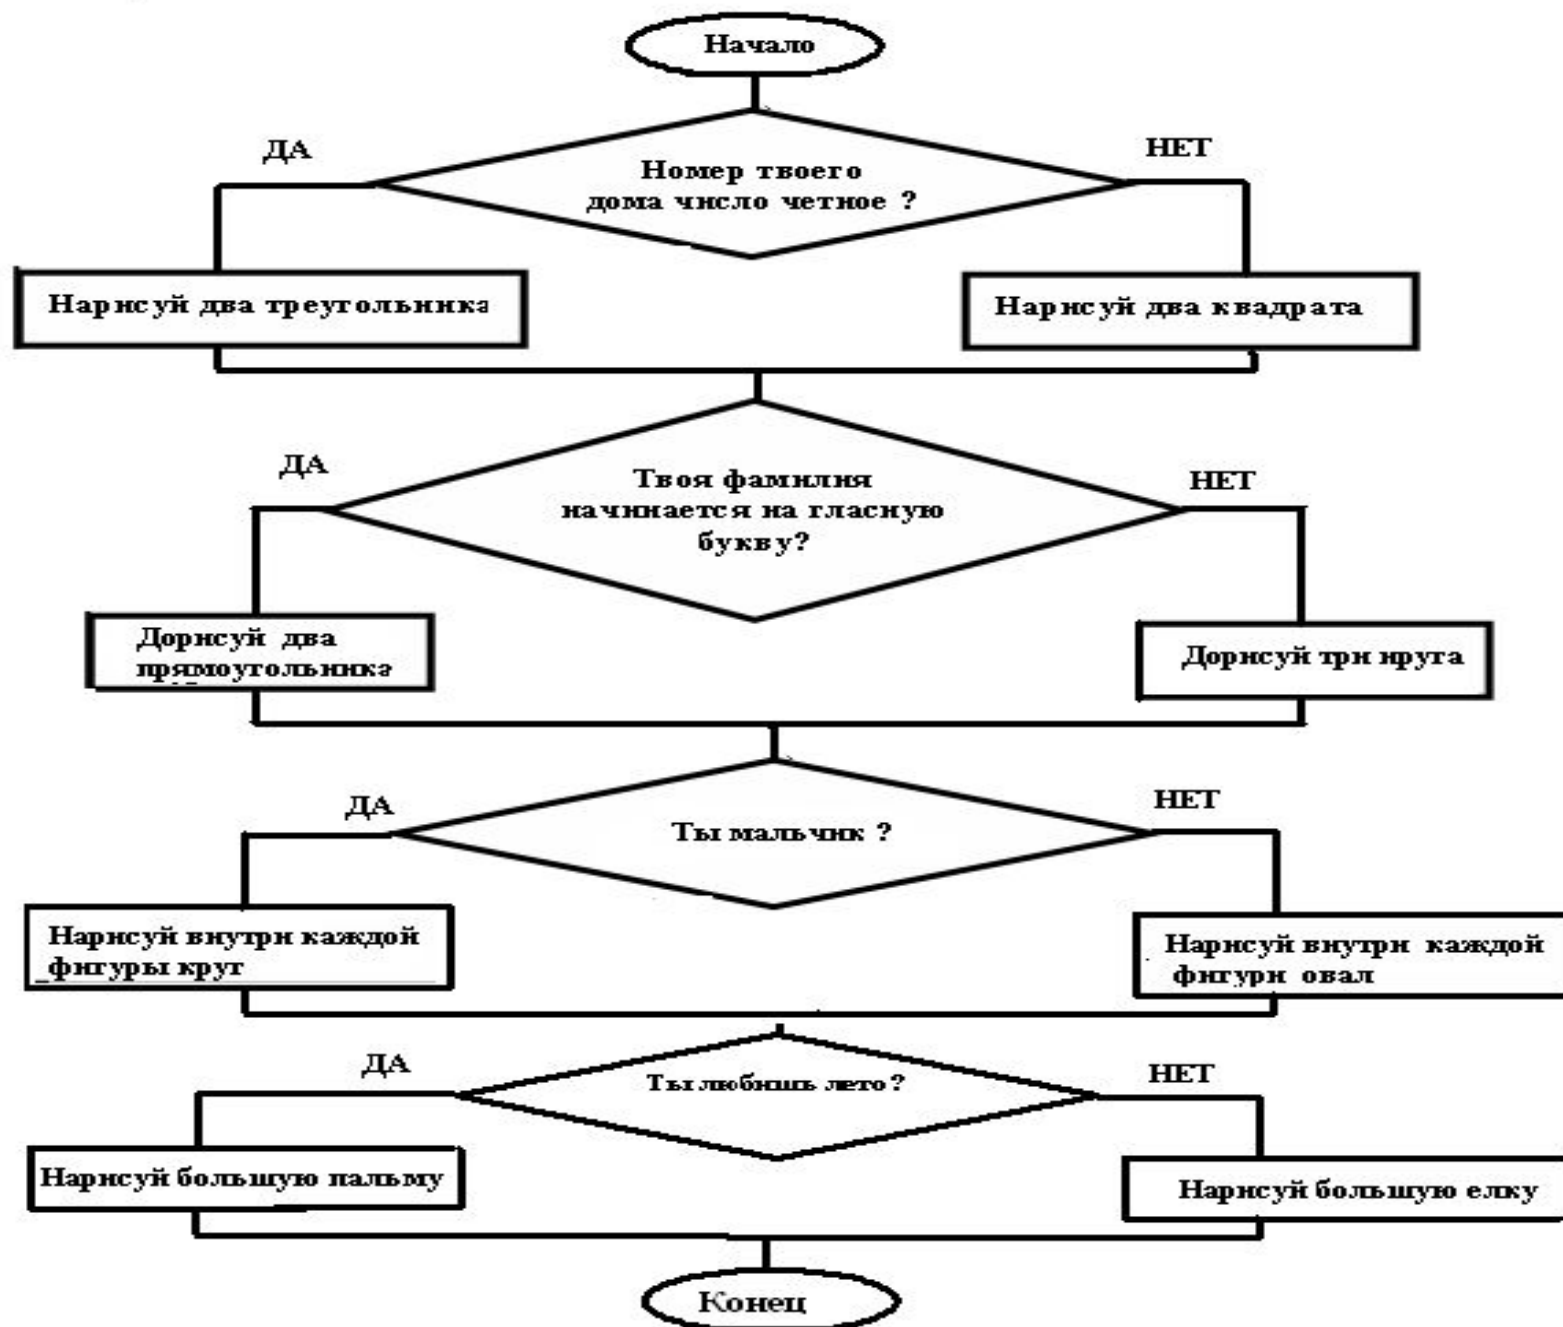 Начало
ДА
НЕТ
Номер твоего
дома число четное ?
Нарисуй два треугольника
Нарисуй два квадрата
ДА
НЕТ
Твоя фамилия
начинается на гласную
букву?
Дорисуй два
прямоугольника
Дорисуй три круга
ДА
НЕТ
Ты мальчик ?
Нарисуй внутри каждой
фигуры круг
Нарисуй внутри каждой
фигури овал
ДА
НЕТ
Ты любишь лето?
Нарисуй большую пальму
Нарисуй большую елку
Конец